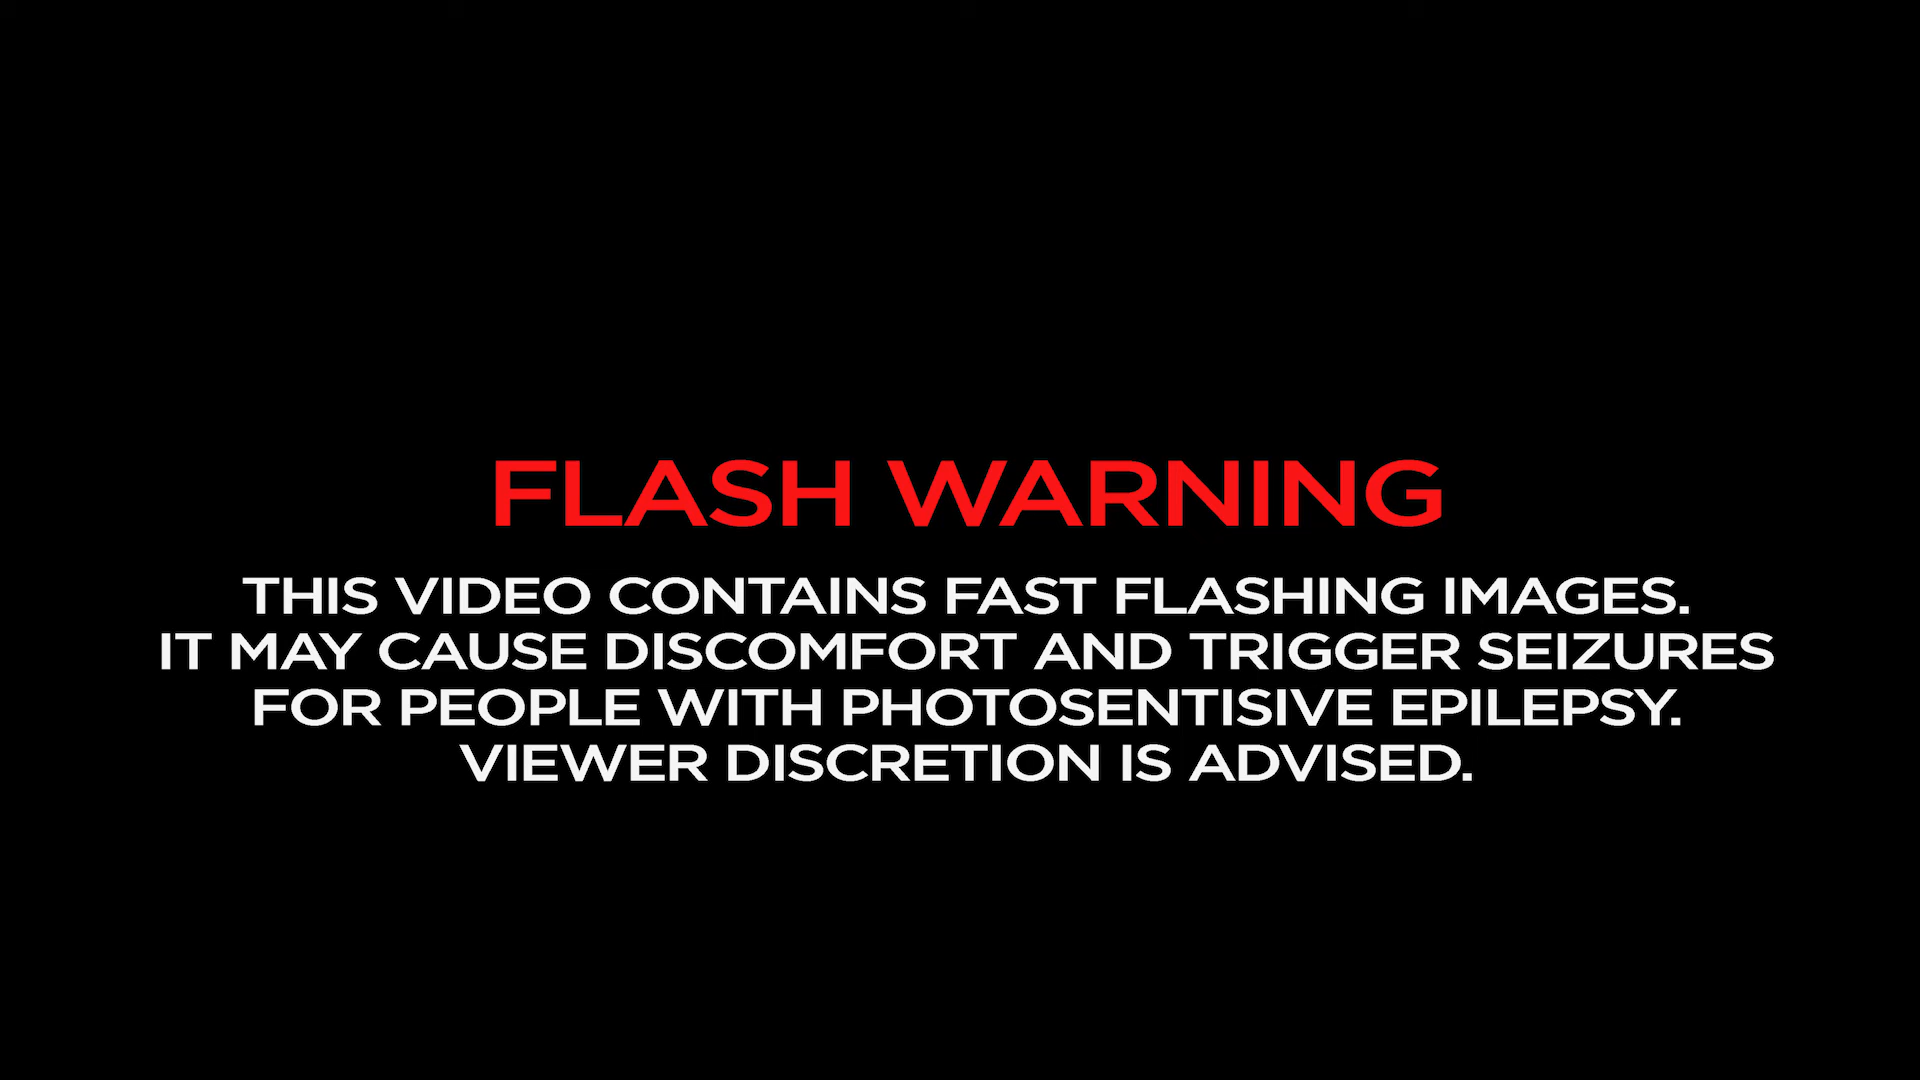 FLASH WARNING
THIS VIDEO CONTAINS FAST FLASHING IMAGES.
IT MAY CAUSE DISCOMFORT AND TRIGGER SEIZURES
FOR PEOPLE WITH PHOTOSENTISIVE EPILEPSY.
VIEWER DISCRETION IS ADVISED.